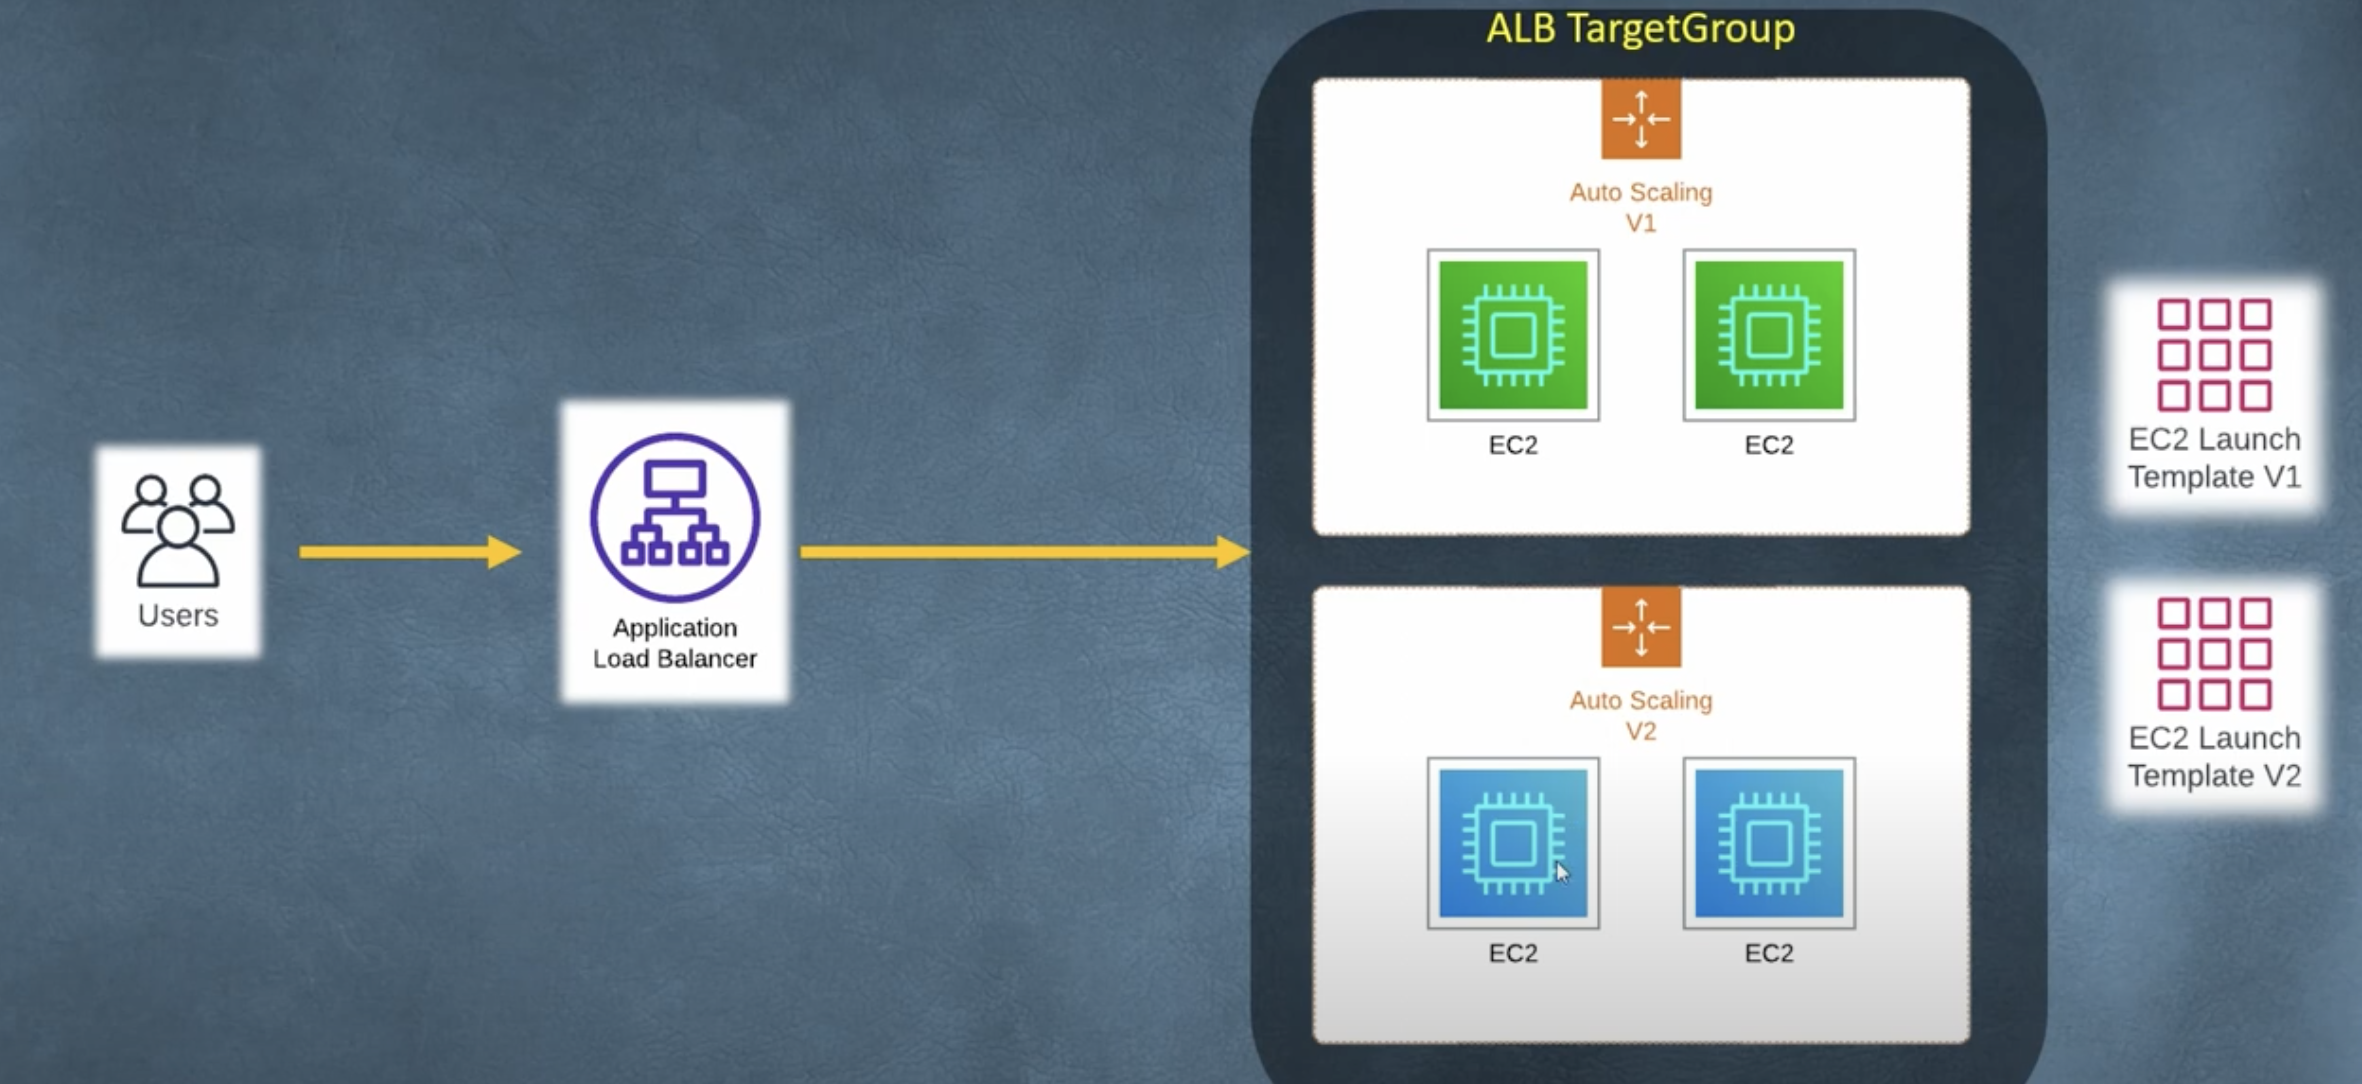 ALB TargetGroup
Auto Scaling
V1
EC2
EC2
Auto Scaling
V2
EC2
EC2
Users
Application
Load Balancer
EC2 Launch
Template V1
EC2 Launch
Template V2